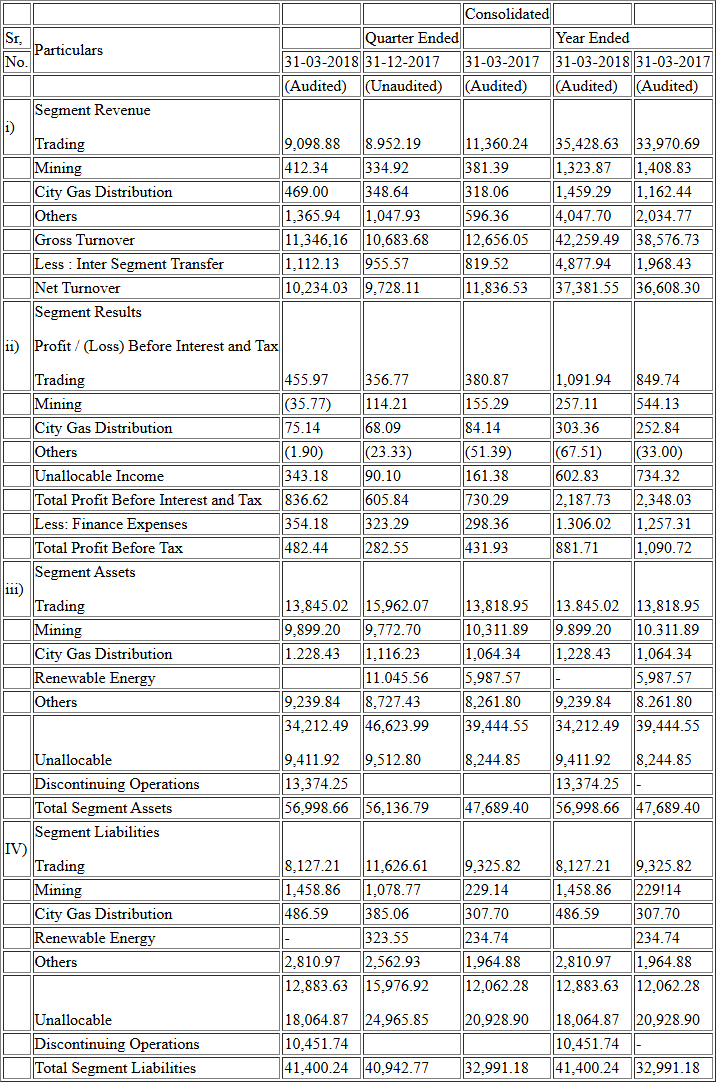 Consolidated
Sr, Particulars Quarter Ended Year Ended
No. 31-03-2018 31-12-2017 31-03-2017 31-03-2018 31-03-2017
(Audited) (Unaudited) (Audited) (Audited) (Audited)
i) Segment Revenue
Trading 9,098.88 8.952.19 11,360.24 35,428.63 33,970.69
Mining 412.34 334.92 381.39 1,323.87 1,408.83
City Gas Distribution 469.00 348.64 318.06 1,459.29 1,162.44
Others 1,365.94 1,047.93 596.36 4,047.70 2,034.77
Gross Turnover 11,346,16 10,683.68 12,656.05 42,259.49 38,576.73
Less : Inter Segment Transfer 1,112.13 955.57 819.52 4,877.94 1,968.43
Net Turnover 10,234.03 9,728.11 11,836.53 37,381.55 36,608.30
Segment Results
ii) Profit / (Loss) Before Interest and Tax
Trading 455.97 356.77 380.87 1,091.94 849.74
Mining (35.77) 114.21 155.29 257.11 544.13
City Gas Distribution 75.14 68.09 84.14 303.36 252.84
Others (1.90) (23.33) (51.39) (67.51) (33.00)
Unallocable Income 343.18 90.10 161.38 602.83 734.32
Total Profit Before Interest and Tax 836.62 605.84 730.29 2,187.73 2,348.03
Less: Finance Expenses 354.18 323.29 298.36 1.306.02 1,257.31
Total Profit Before Tax 482.44 282.55 431.93 881.71 1,090.72
iii) Segment Assets
Trading 13,845.02 15,962.07 13,818.95 13.845.02 13,818.95
Mining 9,899.20 9,772.70 10,311.89 9.899.20 10.311.89
City Gas Distribution 1.228.43 1,116.23 1,064.34 1,228.43 1,064.34
Renewable Energy 11.045.56 5,987.57 - 5,987.57
Others 9,239.84 8,727.43 8,261.80 9,239.84 8.261.80
34,212.49 46,623.99 39,444.55 34,212.49 39,444.55
Unallocable 9,411.92 9,512.80 8,244.85 9,411.92 8,244.85
Discontinuing Operations 13,374.25 13,374.25 -
Total Segment Assets 56,998.66 56,136.79 47,689.40 56,998.66 47,689.40
IV) Segment Liabilities
Trading 8,127.21 11,626.61 9,325.82 8,127.21 9,325.82
Mining 1,458.86 1,078.77 229.14 1,458.86 229!14
City Gas Distribution 486.59 385.06 307.70 486.59 307.70
Renewable Energy - 323.55 234.74 234.74
Others 2,810.97 2,562.93 1,964.88 2,810.97 1,964.88
12,883.63 15,976.92 12,062.28 12,883.63 12,062.28
Unallocable 18,064.87 24,965.85 20,928.90 18,064.87 20,928.90
Discontinuing Operations 10,451.74 10,451.74 -
Total Segment Liabilities 41,400.24 40,942.77 32,991.18 41,400.24 32,991.18